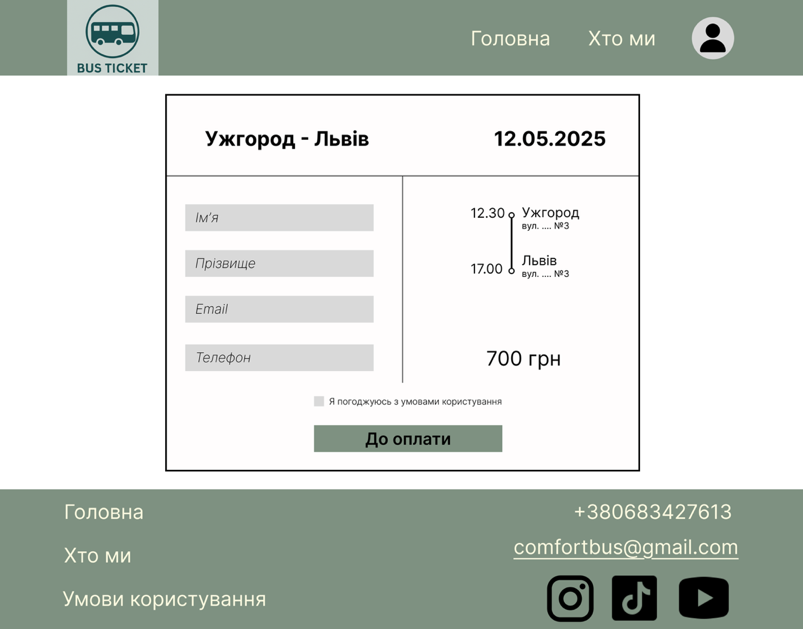 BUS TICKET
Головна
Хто ми
Ужгород - Львів
12.05.2025
Ім'я
Прізвище
Email
Телефон
12.30
Ужгород
вул. .... №3
17.00
Львів
вул. .... №3
700 грн
Я погоджуюсь з умовами користування
До оплати
Головна
Хто ми
Умови користування
+380683427613
comfortbus@gmail.com